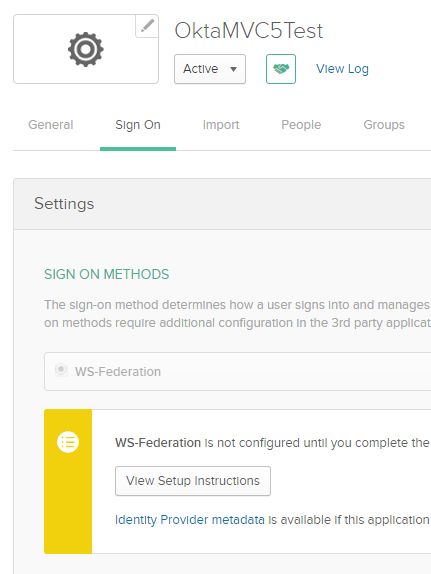 OktaMVC5Test
Active
View Log
General
Sign On
Import
People
Groups
Settings
SIGN ON METHODS
The sign-on method determines how a user signs into and manages
on methods require additional configuration in the 3rd party applicat
WS-Federation
WS-Federation is not configured until you complete the
View Setup Instructions
Identity Provider metadata is available if this application